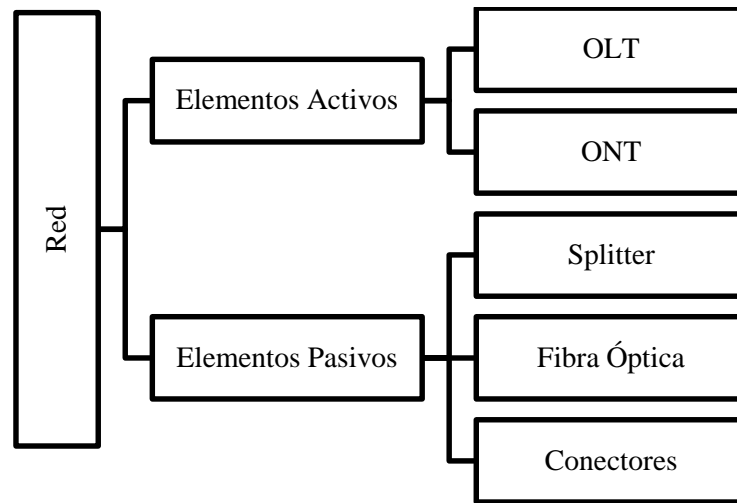 Red
Elementos Activos
OLT
ONT
Elementos Pasivos
Splitter
Fibra Óptica
Conectores